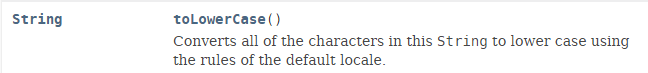 String toLowerCase()
Converts all of the characters in this String to lower case using
the rules of the default locale.